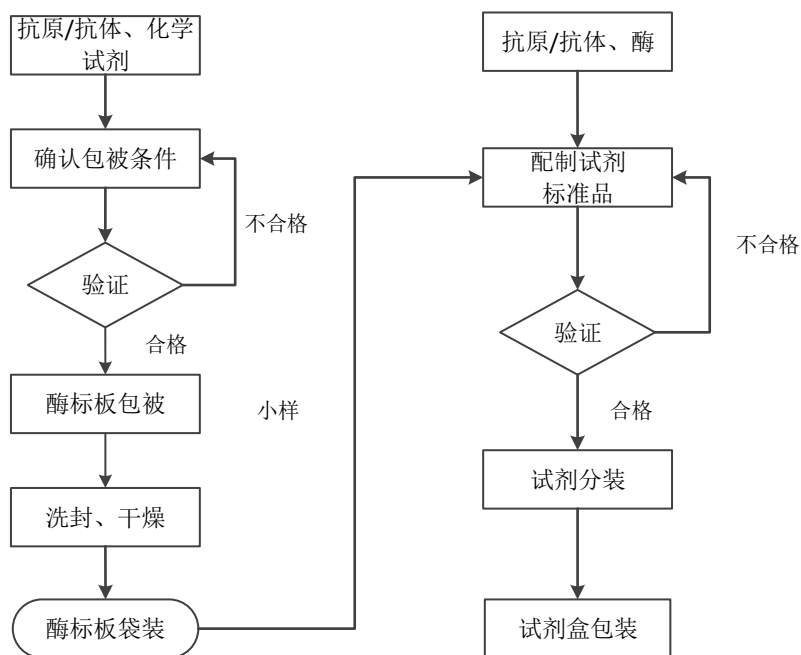 抗原/抗体、化学
试剂
确认包被条件
不合格
验证
合格
酶标板包被
小样
洗封、干燥
酶标板袋装
抗原/抗体、酶
配制试剂
标准品
不合格
验证
合格
试剂分装
试剂盒包装